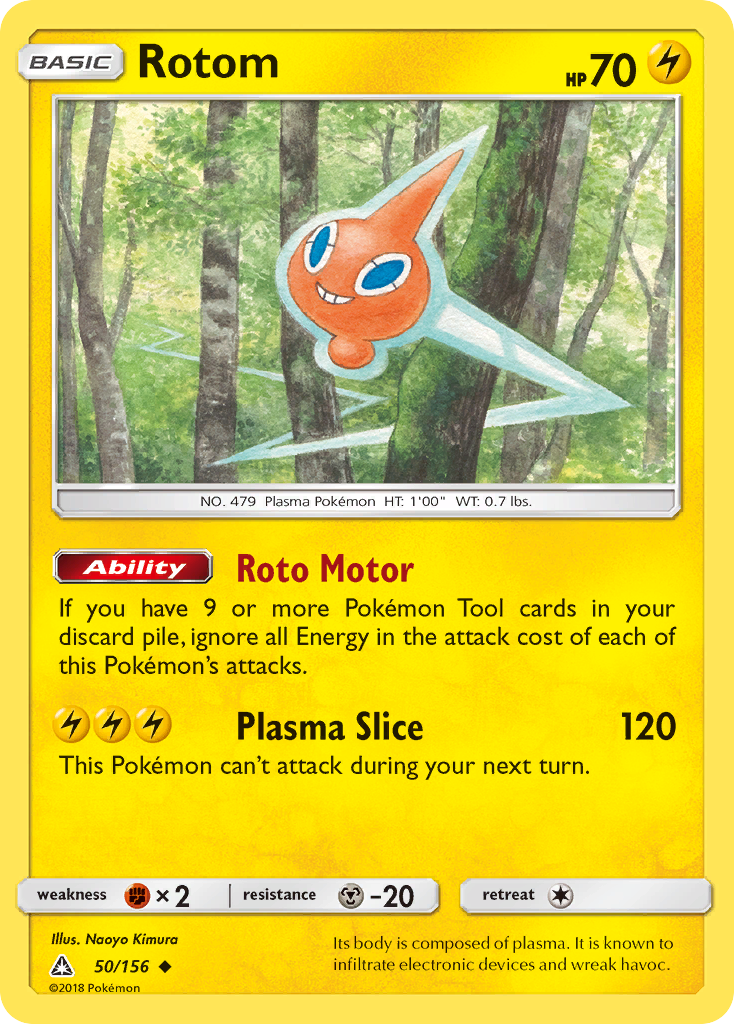 BASIC
Rotom
HP 70
NO. 479 Plasma Pokémon HT: 1'00" WT: 0.7 lbs.
Ability Roto Motor
If you have 9 or more Pokémon Tool cards in your
discard pile, ignore all Energy in the attack cost of each of
this Pokémon's attacks.
Plasma Slice 120
This Pokémon can't attack during your next turn.
weakness × 2 resistance -20 retreat
Illus. Naoyo Kimura
50/156
©2018 Pokémon
Its body is composed of plasma. It is known to
infiltrate electronic devices and wreak havoc.